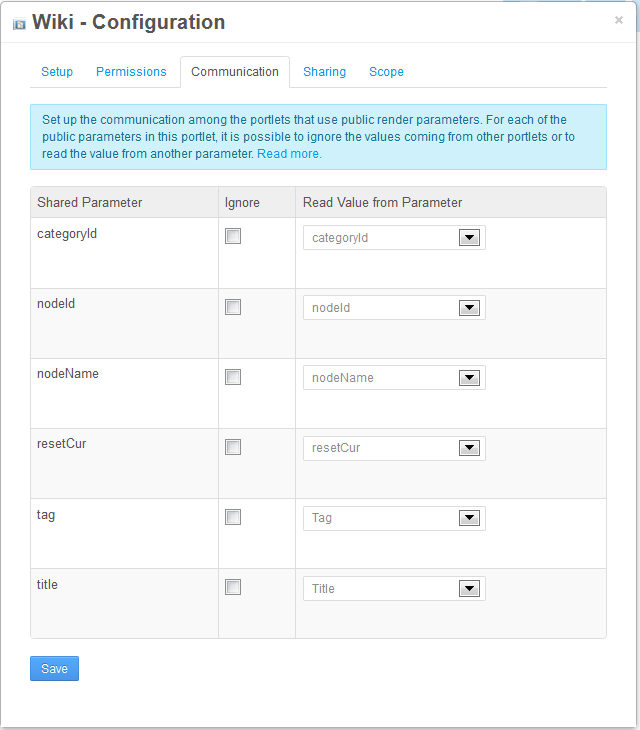 Wiki - Configuration ×
Setup Permissions Communication Sharing Scope
Set up the communication among the portlets that use public render parameters. For each of the
public parameters in this portlet, it is possible to ignore the values coming from other portlets or to
read the value from another parameter. Read more.
Shared Parameter Ignore Read Value from Parameter
categoryId categoryId
nodeId nodeId
nodeName nodeName
resetCur resetCur
tag Tag
title Title
Save